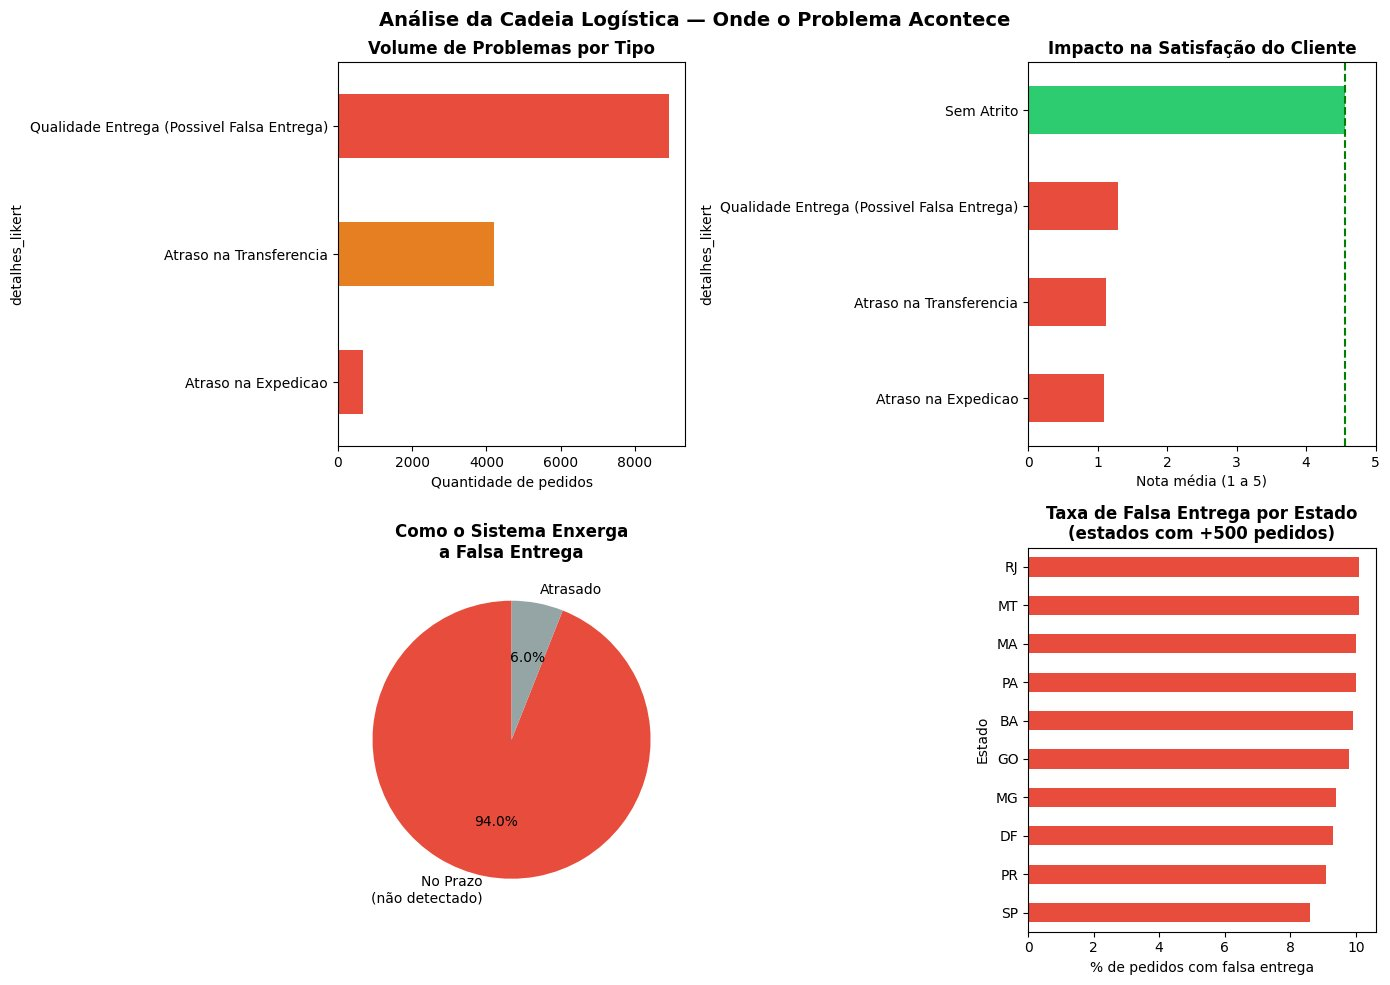 Análise da Cadeia Logística — Onde o Problema Acontece
Volume de Problemas por Tipo
detalhes_likert
Qualidade Entrega (Possivel Falsa Entrega)
Atraso na Transferencia
Atraso na Expedicao
0 2000 4000 6000 8000
Quantidade de pedidos
Impacto na Satisfação do Cliente
detalhes_likert
Sem Atrito
Qualidade Entrega (Possivel Falsa Entrega)
Atraso na Transferencia
Atraso na Expedicao
0 1 2 3 4 5
Nota média (1 a 5)
Como o Sistema Enxerga
a Falsa Entrega
Atrasado
6.0%
94.0%
No Prazo
(não detectado)
Taxa de Falsa Entrega por Estado
(estados com +500 pedidos)
Estado
RJ
MT
MA
PA
BA
GO
MG
DF
PR
SP
0 2 4 6 8 10
% de pedidos com falsa entrega